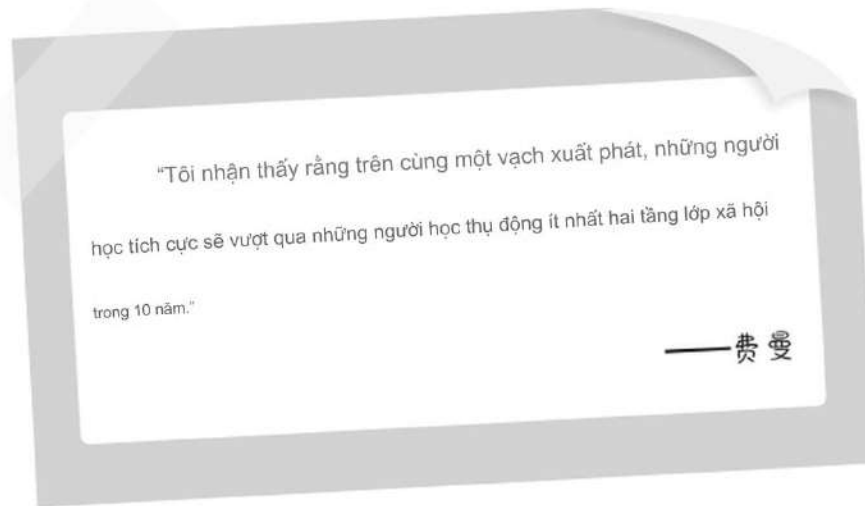 “Tôi nhận thấy rằng trên cùng một vạch xuất phát, những người
học tích cực sẽ vượt qua những người học thụ động ít nhất hai tầng lớp xã hội
trong 10 năm.”
——费曼